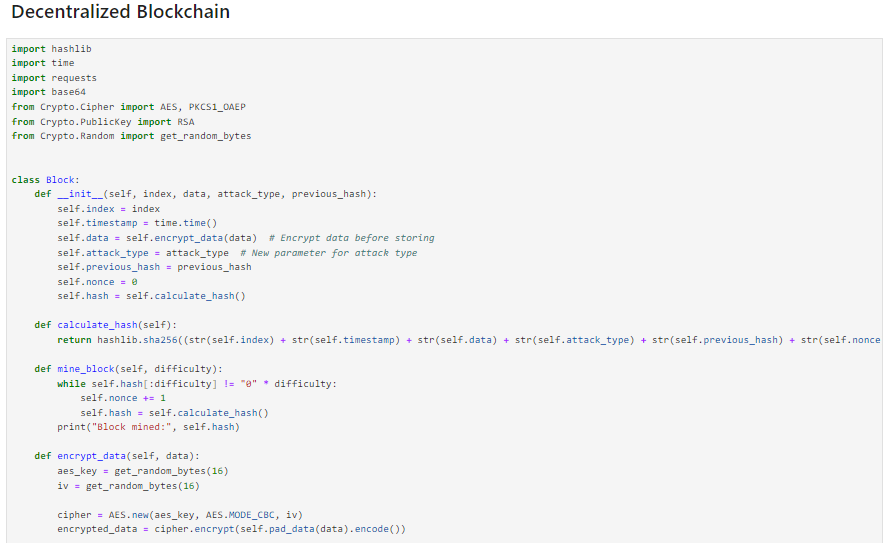 Decentralized Blockchain
import hashlib
import time
import requests
import base64
from Crypto.Cipher import AES, PKCS1_OAEP
from Crypto.PublicKey import RSA
from Crypto.Random import get_random_bytes
class Block:
    def __init__(self, index, data, attack_type, previous_hash):
        self.index = index
        self.timestamp = time.time()
        self.data = self.encrypt_data(data)  # Encrypt data before storing
        self.attack_type = attack_type  # New parameter for attack type
        self.previous_hash = previous_hash
        self.nonce = 0
        self.hash = self.calculate_hash()
    def calculate_hash(self):
        return hashlib.sha256((str(self.index) + str(self.timestamp) + str(self.data) + str(self.attack_type) + str(self.previous_hash) + str(self.nonce
    def mine_block(self, difficulty):
        while self.hash[:difficulty] != "0" * difficulty:
            self.nonce += 1
            self.hash = self.calculate_hash()
        print("Block mined:", self.hash)
    def encrypt_data(self, data):
        aes_key = get_random_bytes(16)
        iv = get_random_bytes(16)
        cipher = AES.new(aes_key, AES.MODE_CBC, iv)
        encrypted_data = cipher.encrypt(self.pad_data(data).encode())